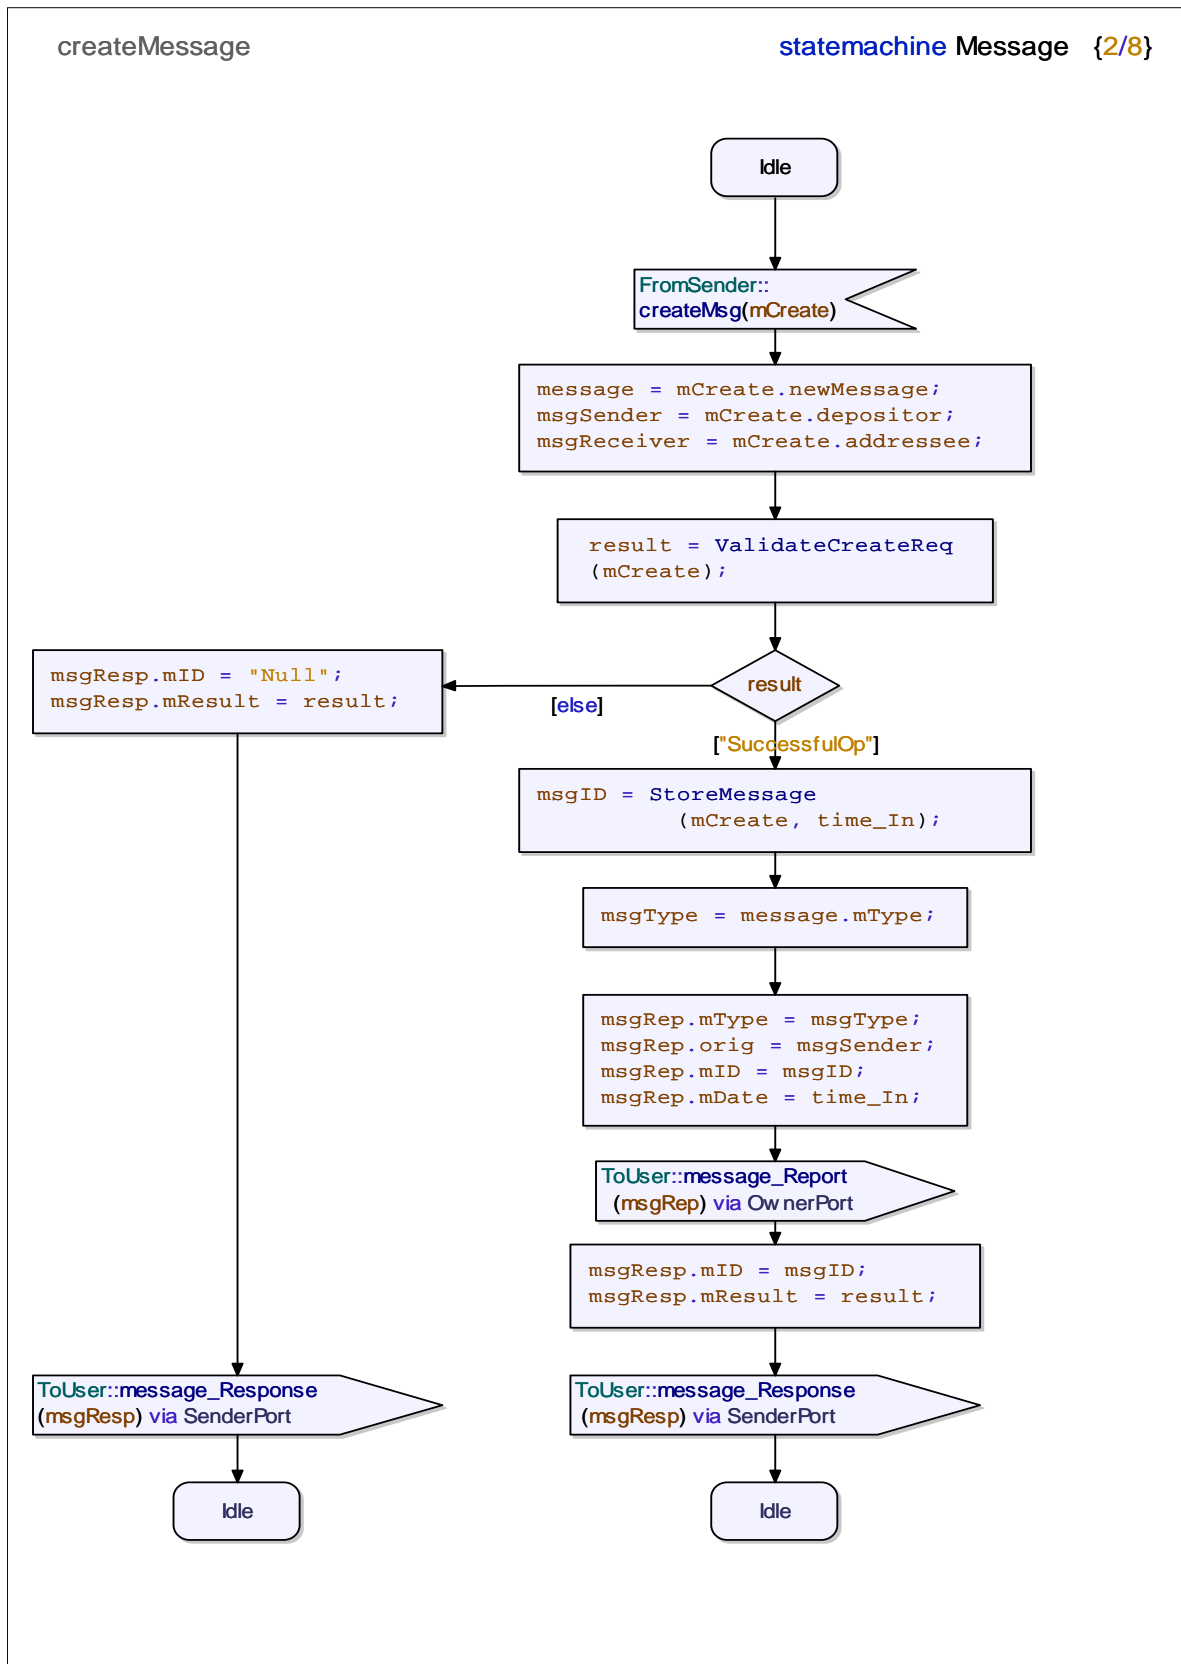 createMessage
statemachine Message {2/8}
Idle
FromSender::
createMsg(mCreate)
message = mCreate.newMessage;
msgSender = mCreate.depositor;
msgReceiver = mCreate.addressee;
result = ValidateCreateReq
(mCreate);
result
[else]
msgResp.mID = "Null";
msgResp.mResult = result;
["SuccessfulOp"]
msgID = StoreMessage
(mCreate, time_In);
msgType = message.mType;
msgRep.mType = msgType;
msgRep.orig = msgSender;
msgRep.mID = msgID;
msgRep.mDate = time_In;
ToUser::message_Report
(msgRep) via OwnerPort
msgResp.mID = msgID;
msgResp.mResult = result;
ToUser::message_Response
(msgResp) via SenderPort
ToUser::message_Response
(msgResp) via SenderPort
Idle
Idle